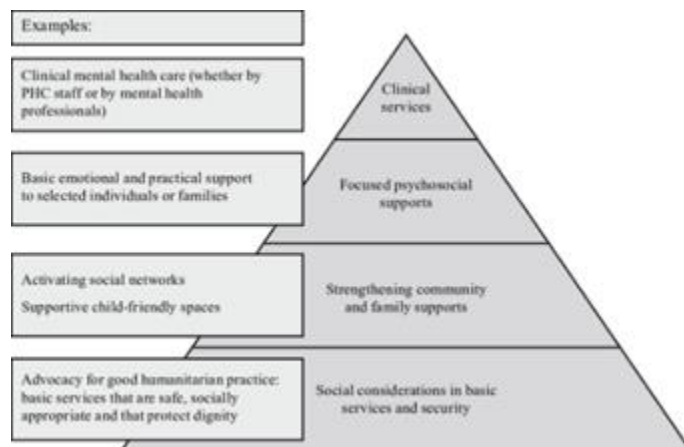 Examples:
Clinical mental health care (whether by
PHC staff or by mental health
professionals)
Clinical
services
Basic emotional and practical support
to selected individuals or families
Focused psychosocial
supports
Activating social networks
Supportive child-friendly spaces
Strengthening community
and family supports
Advocacy for good humanitarian practice:
basic services that are safe, socially
appropriate and that protect dignity
Social considerations in basic
services and security